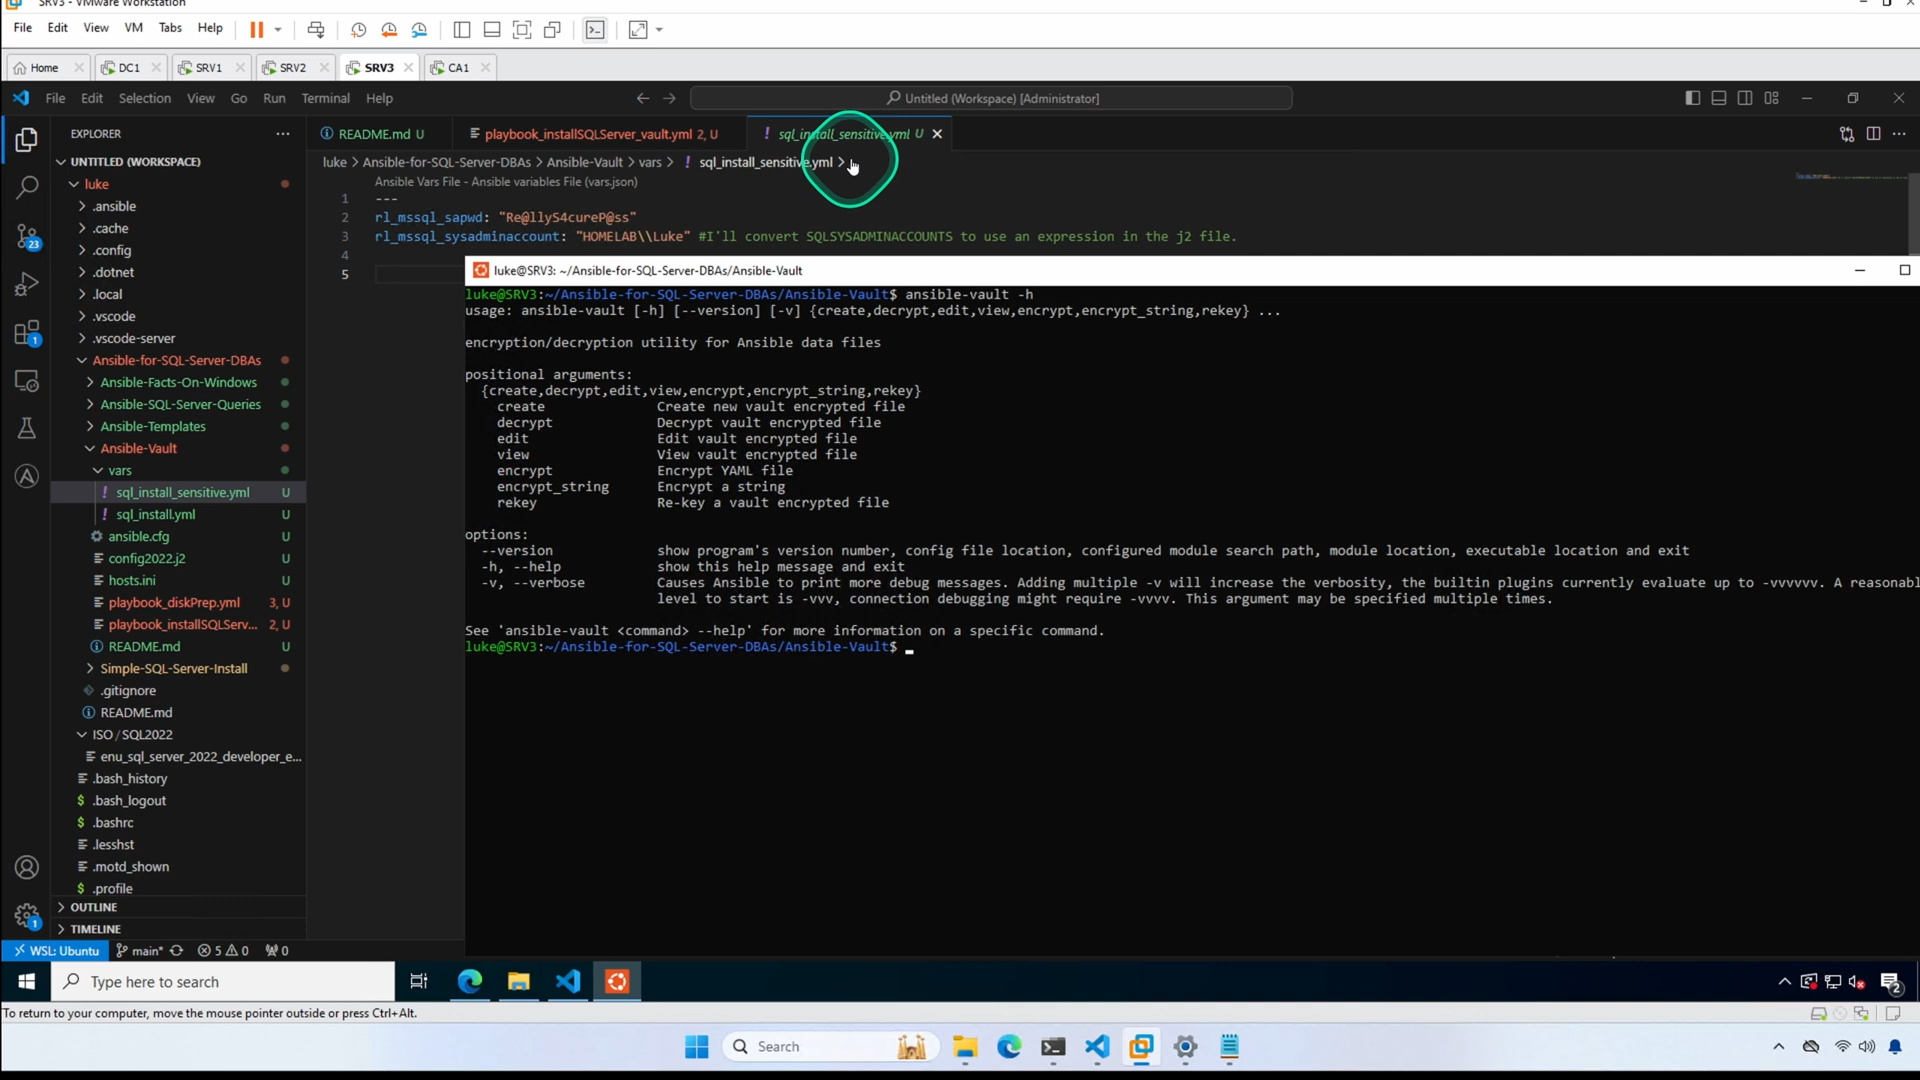 SRV3 - VMware Workstation
File Edit View VM Tabs Help
Home DC1 SRV1 SRV2 SRV3 CA1
File Edit Selection View Go Run Terminal Help
Untitled (Workspace) [Administrator]
EXPLORER
README.md U
playbook_installSQLServer_vault.yml 2, U
sql_install_sensitive.yml U
UNTITLED (WORKSPACE)
luke > Ansible-for-SQL-Server-DBAs > Ansible-Vault > vars > ! sql_install_sensitive.yml >
Ansible Vars File - Ansible variables File (vars.json)
1 ---
2 rl_mssql_sapwd: "Re@llyS4cureP@ss"
3 rl_mssql_sysadminaccount: "HOMELAB\\Luke" #I'll convert SQLSYSADMINACCOUNTS to use an expression in the j2 file.
4
5
luke
.ansible
.cache
.config
.dotnet
.local
.vscode
.vscode-server
Ansible-for-SQL-Server-DBAs
Ansible-Facts-On-Windows
Ansible-SQL-Server-Queries
Ansible-Templates
Ansible-Vault
vars
! sql_install_sensitive.yml U
! sql_install.yml U
ansible.cfg U
config2022.j2 U
hosts.ini U
playbook_diskPrep.yml 3, U
playbook_installSQLServ... 2, U
README.md U
Simple-SQL-Server-Install
.gitignore
README.md
ISO / SQL2022
enu_sql_server_2022_developer_e...
.bash_history
.bash_logout
.bashrc
.lesshst
.motd_shown
.profile
OUTLINE
TIMELINE
23
1
1
luke@SRV3: ~/Ansible-for-SQL-Server-DBAs/Ansible-Vault
luke@SRV3:~/Ansible-for-SQL-Server-DBAs/Ansible-Vault$ ansible-vault -h
usage: ansible-vault [-h] [--version] [-v] {create,decrypt,edit,view,encrypt,encrypt_string,rekey} ...
encryption/decryption utility for Ansible data files
positional arguments:
{create,decrypt,edit,view,encrypt,encrypt_string,rekey}
create Create new vault encrypted file
decrypt Decrypt vault encrypted file
edit Edit vault encrypted file
view View vault encrypted file
encrypt Encrypt YAML file
encrypt_string Encrypt a string
rekey Re-key a vault encrypted file
options:
--version show program's version number, config file location, configured module search path, module location, executable location and exit
-h, --help show this help message and exit
-v, --verbose Causes Ansible to print more debug messages. Adding multiple -v will increase the verbosity, the builtin plugins currently evaluate up to -vvvvvv. A reasonabl
level to start is -vvv, connection debugging might require -vvvv. This argument may be specified multiple times.
See 'ansible-vault <command> --help' for more information on a specific command.
luke@SRV3:~/Ansible-for-SQL-Server-DBAs/Ansible-Vault$
WSL: Ubuntu main* 5 0 0
Type here to search
2
To return to your computer, move the mouse pointer outside or press Ctrl+Alt.
Search